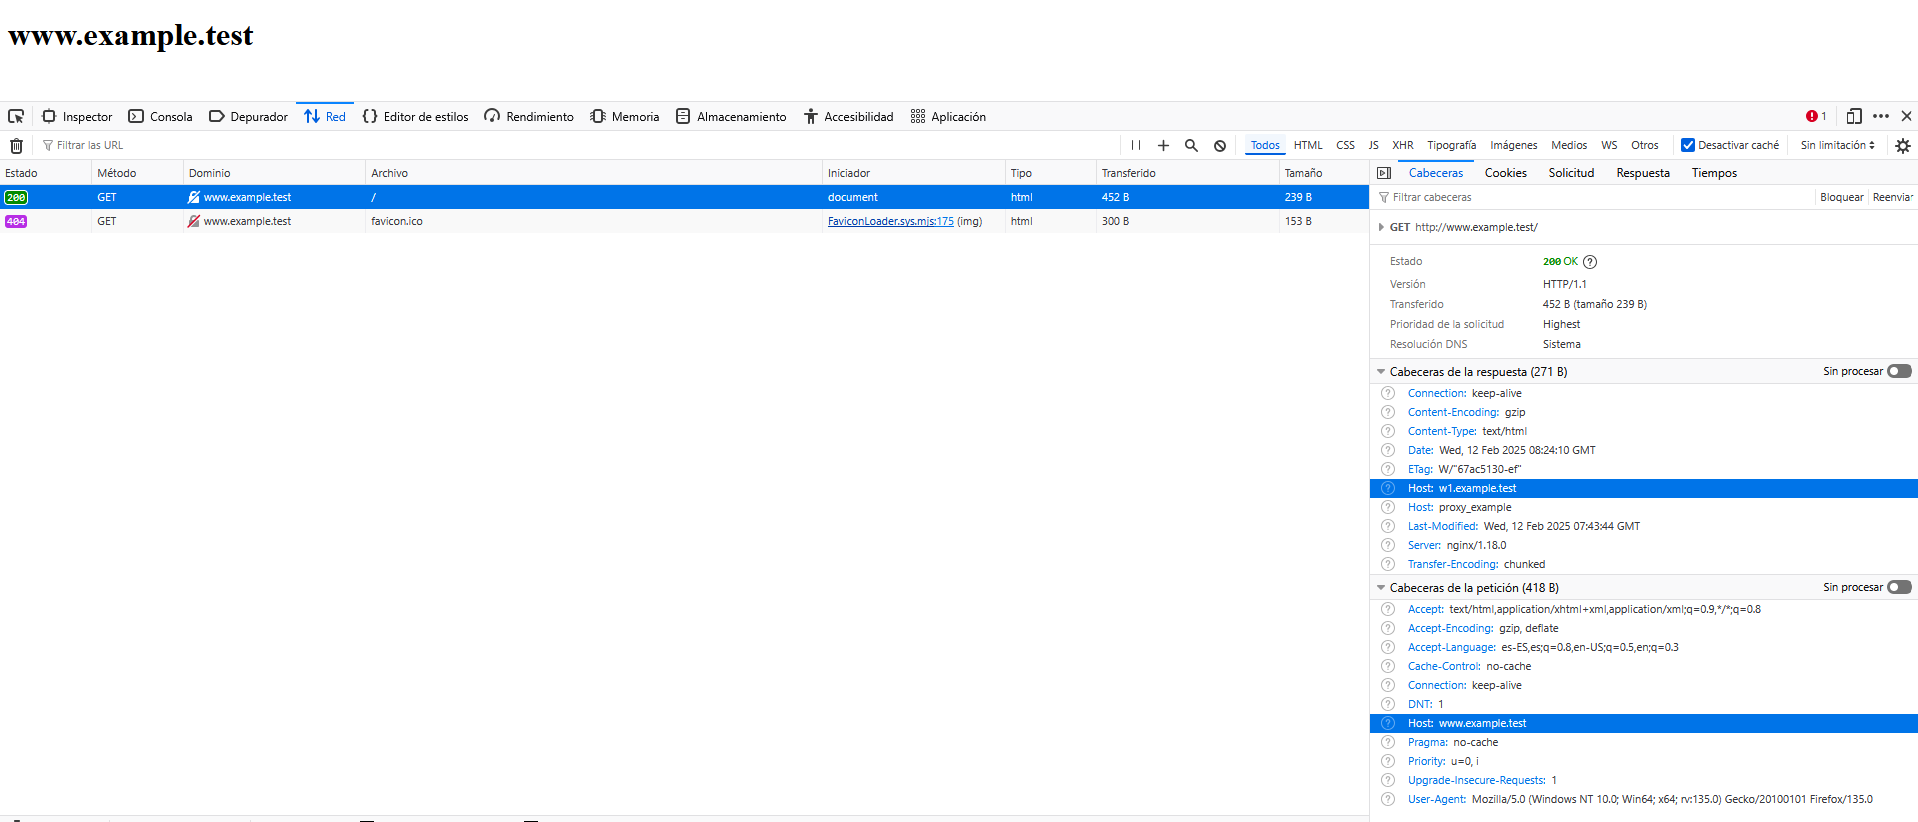 www.example.test
Inspector Consola Depurador Red Editor de estilos Rendimiento Memoria Almacenamiento Accesibilidad Aplicación 1
Filtrar las URL Todos HTML CSS JS XHR Tipografía Imágenes Medios WS Otros Desactivar caché Sin limitación
Estado Método Dominio Archivo Iniciador Tipo Transferido Tamaño
200 GET www.example.test / document html 452 B 239 B
404 GET www.example.test favicon.ico FaviconLoader.sys.mjs:175 (img) html 300 B 153 B
Cabeceras Cookies Solicitud Respuesta Tiempos
Filtrar cabeceras Bloquear Reenviar
GET http://www.example.test/
Estado 200 OK
Versión HTTP/1.1
Transferido 452 B (tamaño 239 B)
Prioridad de la solicitud Highest
Resolución DNS Sistema
Cabeceras de la respuesta (271 B) Sin procesar
Connection: keep-alive
Content-Encoding: gzip
Content-Type: text/html
Date: Wed, 12 Feb 2025 08:24:10 GMT
ETag: W/"67ac5130-ef"
Host: w1.example.test
Host: proxy_example
Last-Modified: Wed, 12 Feb 2025 07:43:44 GMT
Server: nginx/1.18.0
Transfer-Encoding: chunked
Cabeceras de la petición (418 B) Sin procesar
Accept: text/html,application/xhtml+xml,application/xml;q=0.9,*/*;q=0.8
Accept-Encoding: gzip, deflate
Accept-Language: es-ES,es;q=0.8,en-US;q=0.5,en;q=0.3
Cache-Control: no-cache
Connection: keep-alive
DNT: 1
Host: www.example.test
Pragma: no-cache
Priority: u=0, i
Upgrade-Insecure-Requests: 1
User-Agent: Mozilla/5.0 (Windows NT 10.0; Win64; x64; rv:135.0) Gecko/20100101 Firefox/135.0